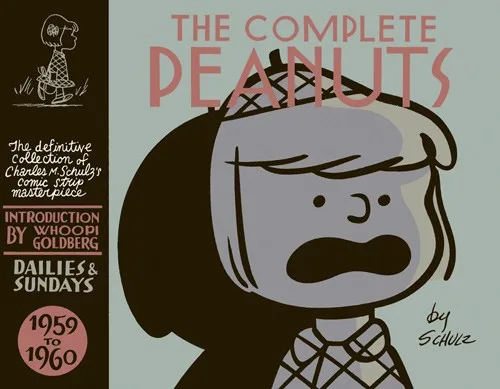 THE COMPLETE
PEANUTS
The definitive
collection of
Charles M. Schulz's
comic strip
masterpiece
INTRODUCTION
BY WHOOPI
GOLDBERG
DAILIES &
SUNDAYS
1959
TO
1960
by
SCHULZ